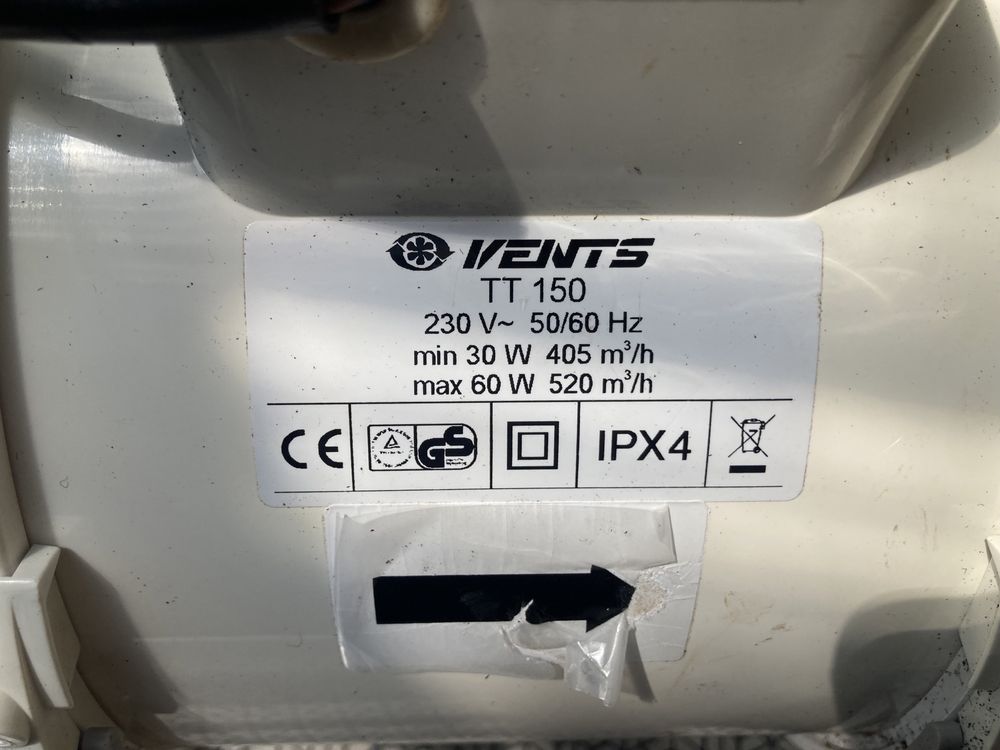 VENTS
TT 150
230 V~ 50/60 Hz
min 30 W 405 m³/h
max 60 W 520 m³/h
CE GS IPX4